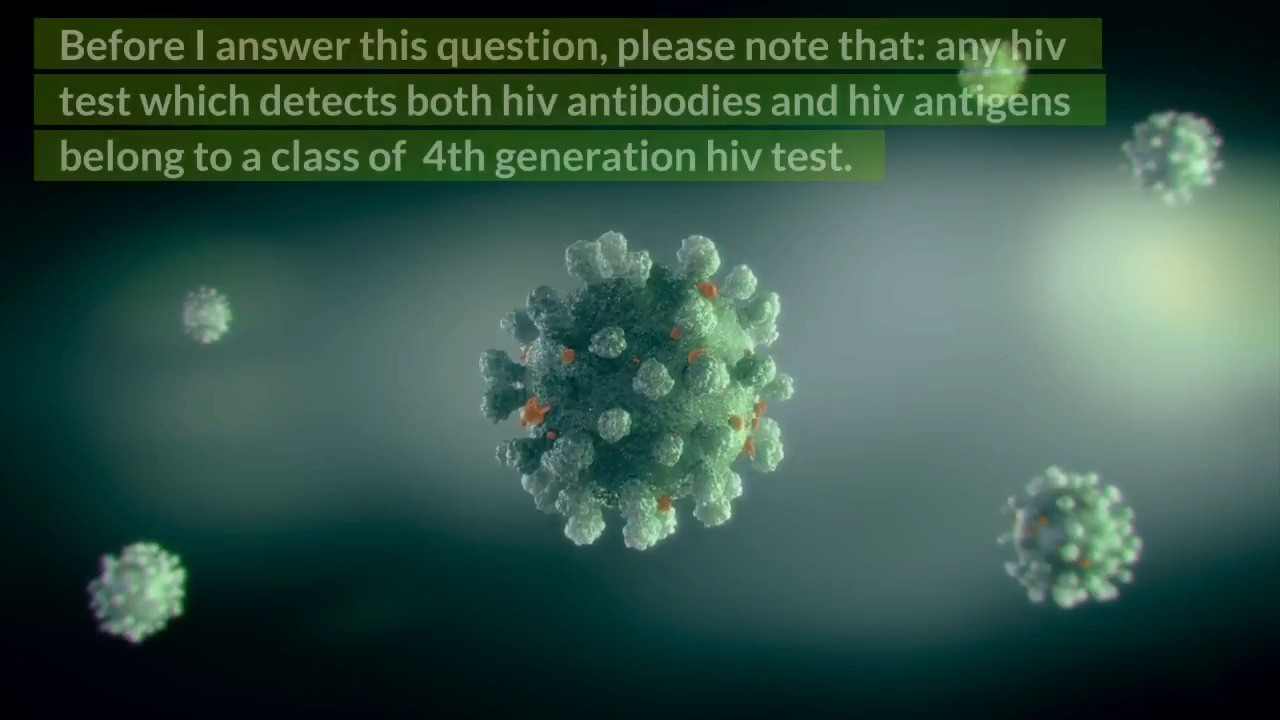 Before I answer this question, please note that: any hiv
test which detects both hiv antibodies and hiv antigens
belong to a class of  4th generation hiv test.